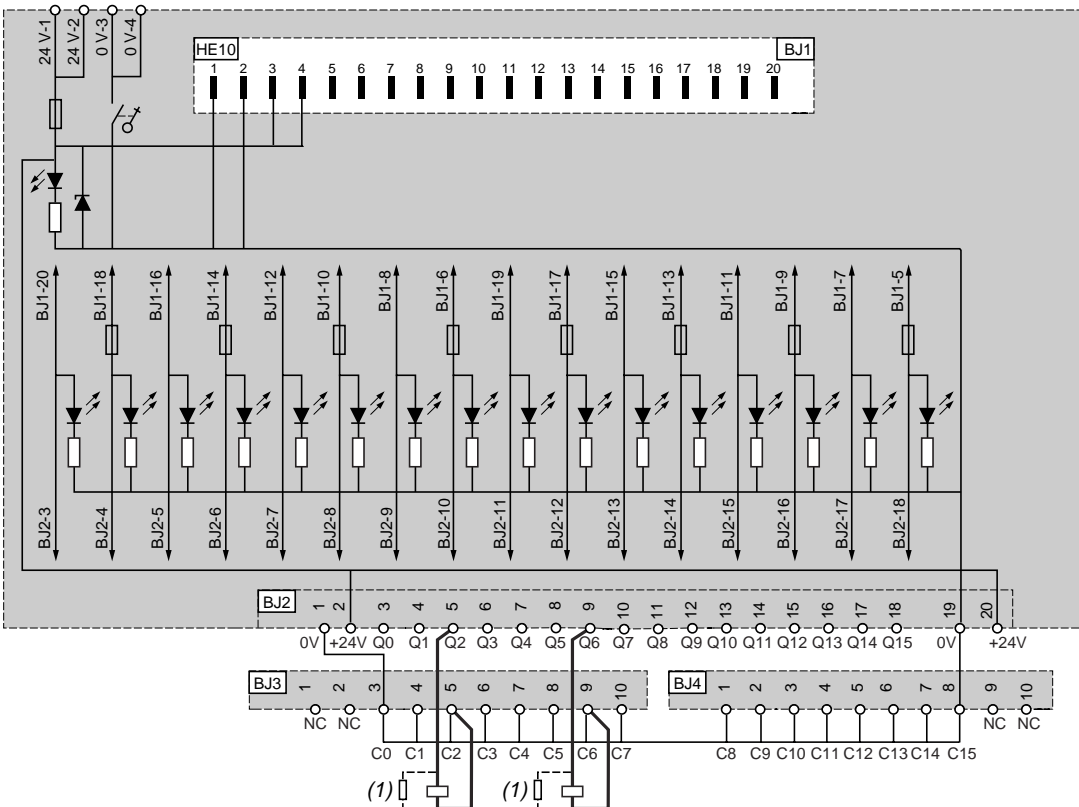 24 V-1
24 V-2
0 V-3
0 V-4
HE10
BJ1
1 2 3 4 5 6 7 8 9 10 11 12 13 14 15 16 17 18 19 20
BJ1-20
BJ1-18
BJ1-16
BJ1-14
BJ1-12
BJ1-10
BJ1-8
BJ1-6
BJ1-19
BJ1-17
BJ1-15
BJ1-13
BJ1-11
BJ1-9
BJ1-7
BJ1-5
BJ2-3
BJ2-4
BJ2-5
BJ2-6
BJ2-7
BJ2-8
BJ2-9
BJ2-10
BJ2-11
BJ2-12
BJ2-13
BJ2-14
BJ2-15
BJ2-16
BJ2-17
BJ2-18
BJ2
1 2 3 4 5 6 7 8 9 10 11 12 13 14 15 16 17 18 19 20
0V +24V Q0 Q1 Q2 Q3 Q4 Q5 Q6 Q7 Q8 Q9 Q10 Q11 Q12 Q13 Q14 Q15 0V +24V
BJ3
1 2 3 4 5 6 7 8 9 10
BJ4
1 2 3 4 5 6 7 8 9 10
NC NC
NC NC
C0 C1 C2 C3 C4 C5 C6 C7 C8 C9 C10 C11 C12 C13 C14 C15
(1) (1)